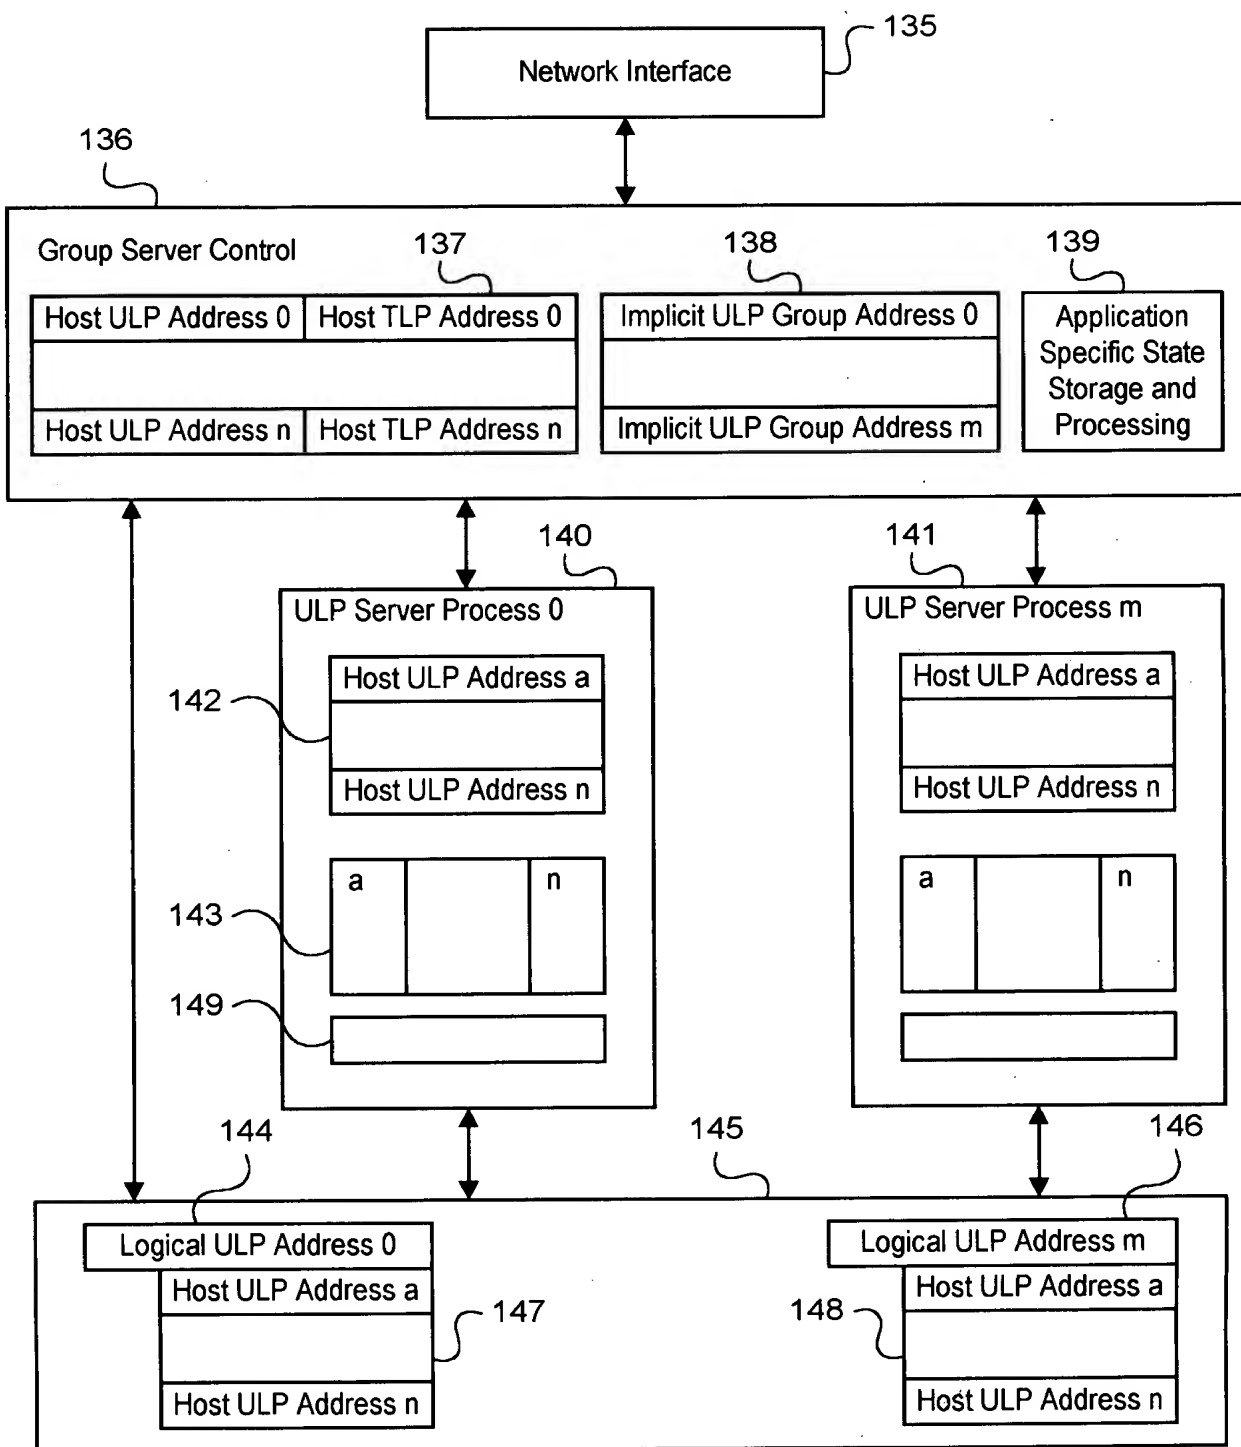 135
Network Interface
136
Group Server Control
137
138
139
Host ULP Address 0
Host TLP Address 0
Host ULP Address n
Host TLP Address n
Implicit ULP Group Address 0
Implicit ULP Group Address m
Application
Specific State
Storage and
Processing
140
141
ULP Server Process 0
Host ULP Address a
142
Host ULP Address n
a
n
143
149
ULP Server Process m
Host ULP Address a
Host ULP Address n
a
n
144
145
146
Logical ULP Address 0
Host ULP Address a
147
Host ULP Address n
Logical ULP Address m
Host ULP Address a
148
Host ULP Address n